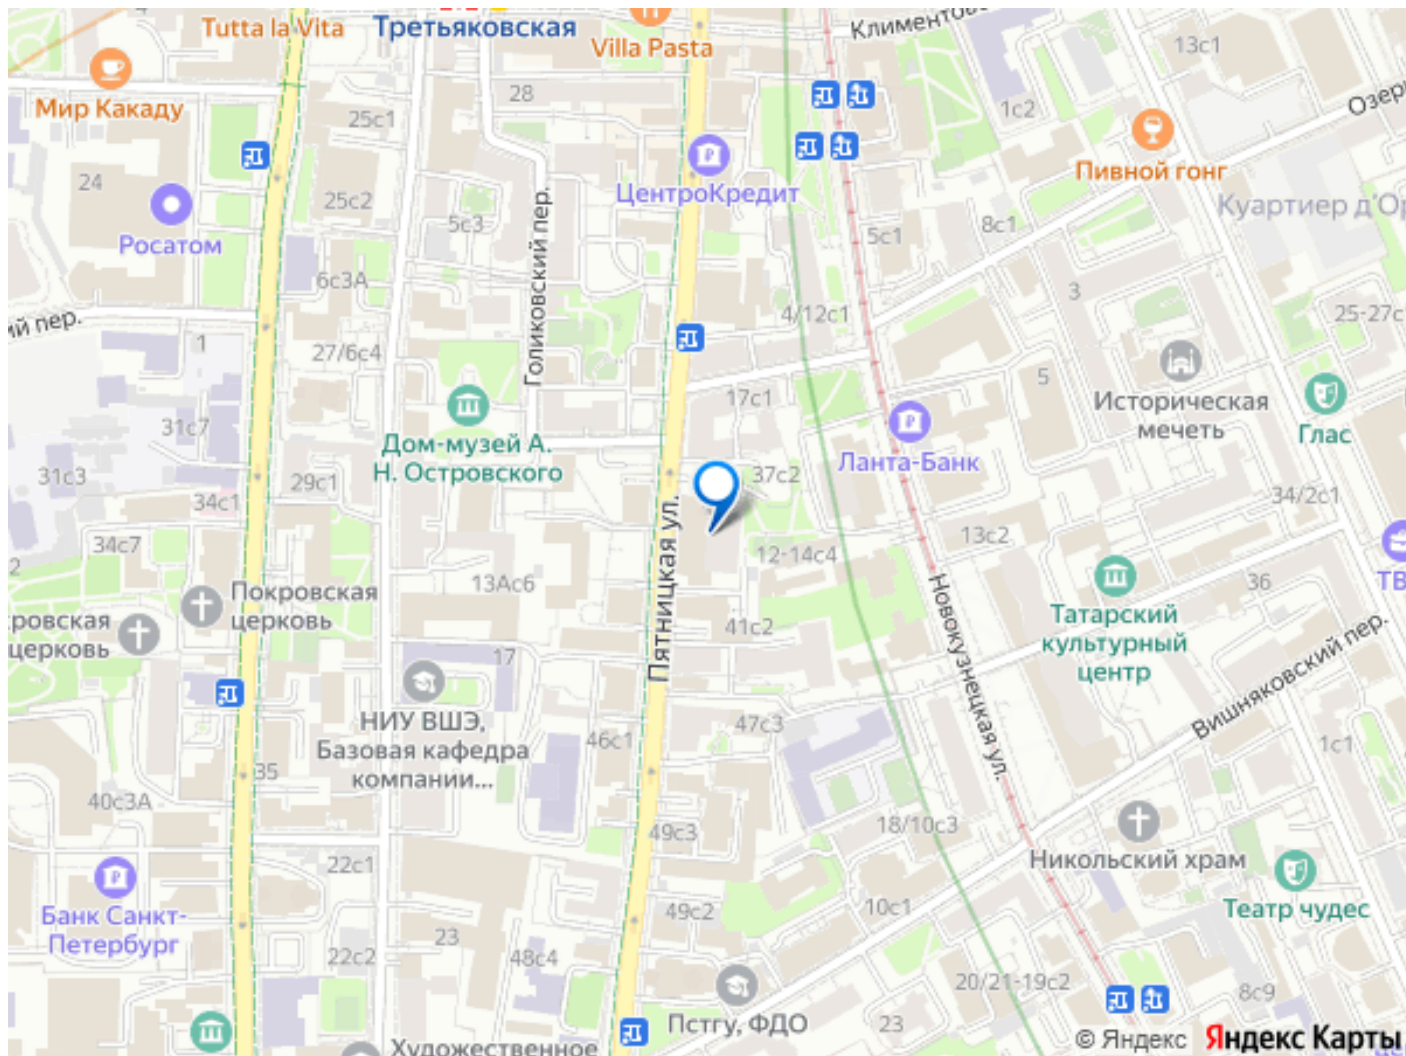 Tutta la Vita
Третьяковская
Villa Pasta
13с1
Мир Какаду
28
25с1
1с2
Пивной гонг
24
ЦентроКредит
25с2
Куартиер д'Ор
Росатом
5с3
5с1
8с1
6с3А
Голиковский пер.
3
4/12с1
25-27с
ий пер.
1
27/6с4
5
17с1
Историческая
мечеть
31с7
Дом-музей А.
Н. Островского
Глас
Ланта-Банк
31с3
29с1
37с2
34/2с1
34с1
13с2
34с7
Пятницкая ул.
12-14с4
2
13Ас6
36
ТВ
Покровская
церковь
кровская
церковь
41с2
Новокузнецкая ул.
Татарский
культурный
центр
Вишняковский пер.
17
НИУ ВШЭ,
Базовая кафедра
компании...
46с1
47с3
1с1
35
40с3А
49с3
18/10с3
22с1
Никольский храм
Банк Санкт-
Петербург
49с2
10с1
Театр чудес
23
22с2
48с4
20/21-19с2
8с9
Пстгу, ФДО
23
Художественное
© Яндекс Яндекс Карты